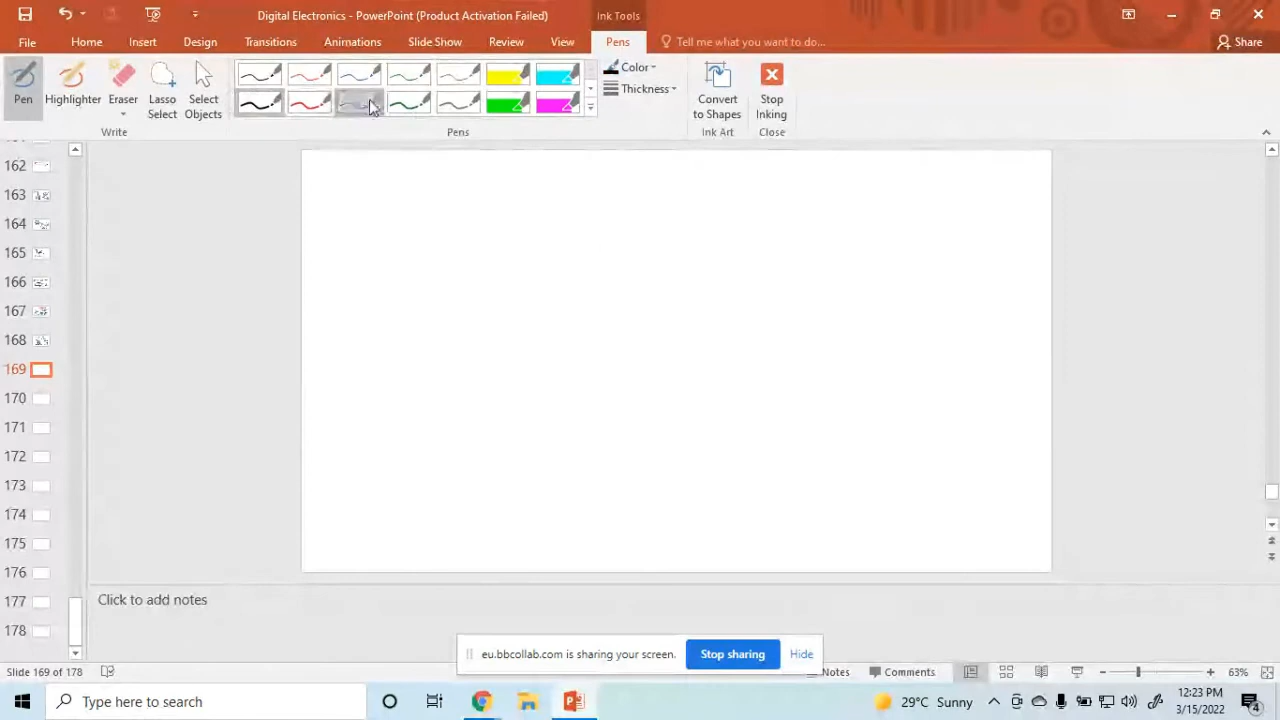 Digital Electronics - PowerPoint (Product Activation Failed)
Ink Tools
File
Home
Insert
Design
Transitions
Animations
Slide Show
Review
View
Pens
Tell me what you want to do...
Share
Pen
Highlighter
Eraser
Lasso
Select
Select
Objects
Color
Thickness
Convert
to Shapes
Stop
Inking
Write
Pens
Ink Art
Close
162
163
164
165
166
167
168
169
170
171
172
173
174
175
176
177
178
Click to add notes
eu.bbcollab.com is sharing your screen.
Stop sharing
Hide
Slide 169 of 178
Notes
Comments
63%
Type here to search
29°C Sunny
12:23 PM
3/15/2022
4